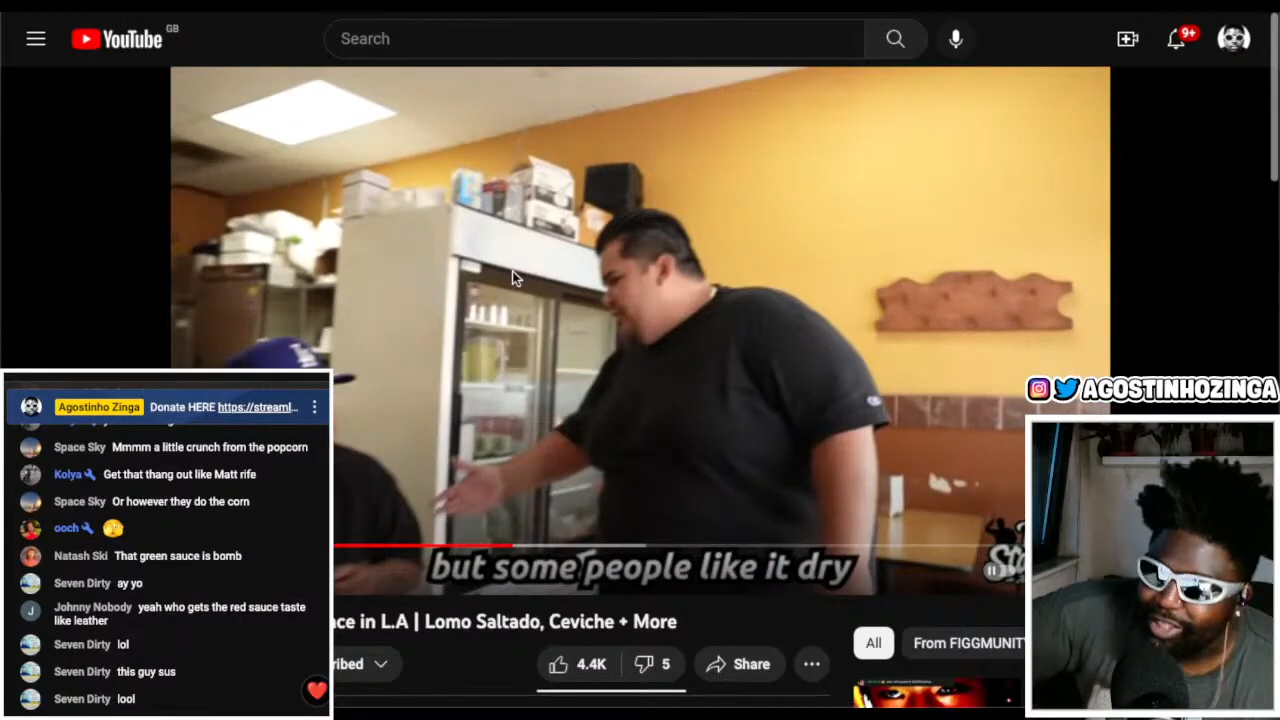 YouTube GB
Search
9+
Agostinho Zinga Donate HERE https://streaml...
Space Sky Mmmm a little crunch from the popcorn
Kolya Get that thang out like Matt rife
Space Sky Or however they do the corn
ooch
Natash Ski That green sauce is bomb
Seven Dirty ay yo
Johnny Nobody yeah who gets the red sauce taste
like leather
Seven Dirty lol
Seven Dirty this guy sus
Seven Dirty lool
J
but some people like it dry
ce in L.A | Lomo Saltado, Ceviche + More
ribed
4.4K
5
Share
All
From FIGGMUNITY
AGOSTINHOZINGA